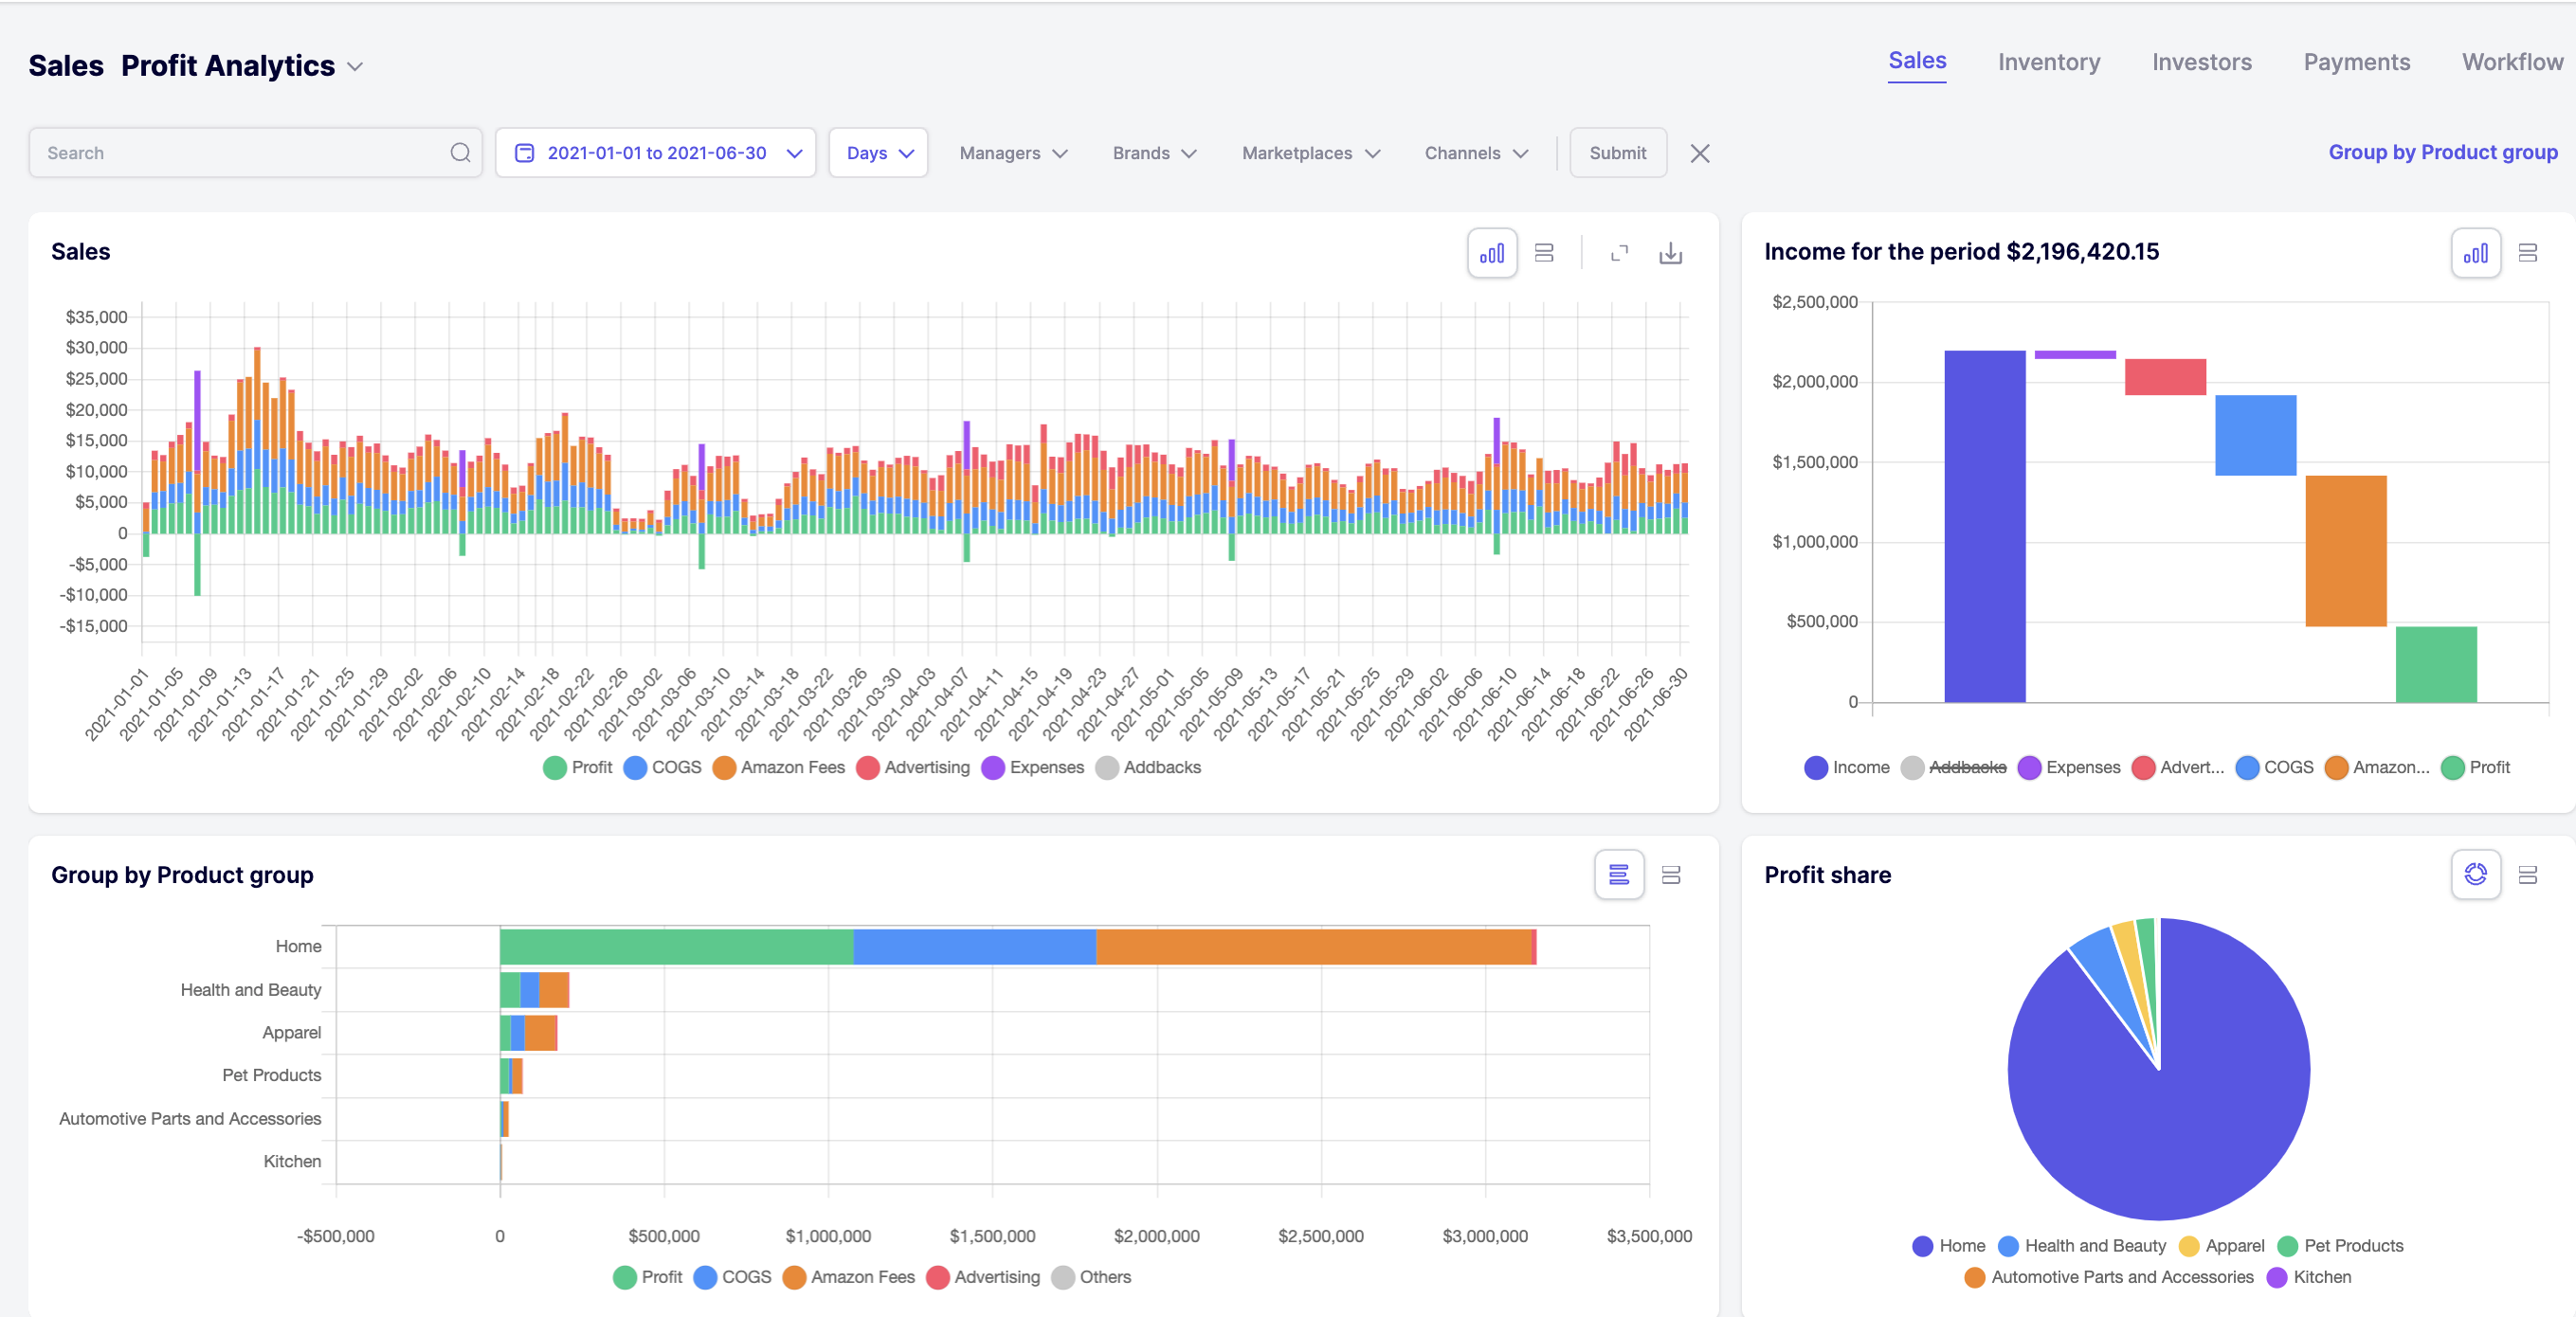 Sales Profit Analytics
Sales Inventory Investors Payments Workflow
Search
2021-01-01 to 2021-06-30
Days
Managers
Brands
Marketplaces
Channels
Submit
Group by Product group
Sales
$35,000
$30,000
$25,000
$20,000
$15,000
$10,000
$5,000
0
-$5,000
-$10,000
-$15,000
2021-01-01
2021-01-05
2021-01-09
2021-01-13
2021-01-17
2021-01-21
2021-01-25
2021-01-29
2021-02-02
2021-02-06
2021-02-10
2021-02-14
2021-02-18
2021-02-22
2021-02-26
2021-03-02
2021-03-06
2021-03-10
2021-03-14
2021-03-18
2021-03-22
2021-03-26
2021-03-30
2021-04-03
2021-04-07
2021-04-11
2021-04-15
2021-04-19
2021-04-23
2021-04-27
2021-05-01
2021-05-05
2021-05-09
2021-05-13
2021-05-17
2021-05-21
2021-05-25
2021-05-29
2021-06-02
2021-06-06
2021-06-10
2021-06-14
2021-06-18
2021-06-22
2021-06-26
2021-06-30
Profit COGS Amazon Fees Advertising Expenses Addbacks
Income for the period $2,196,420.15
$2,500,000
$2,000,000
$1,500,000
$1,000,000
$500,000
0
Income Addbacks Expenses Advert... COGS Amazon... Profit
Group by Product group
Home
Health and Beauty
Apparel
Pet Products
Automotive Parts and Accessories
Kitchen
-$500,000 0 $500,000 $1,000,000 $1,500,000 $2,000,000 $2,500,000 $3,000,000 $3,500,000
Profit COGS Amazon Fees Advertising Others
Profit share
Home Health and Beauty Apparel Pet Products
Automotive Parts and Accessories Kitchen